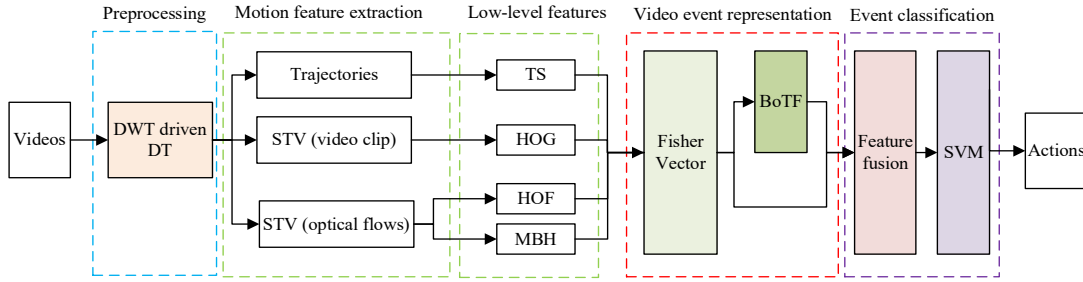 Preprocessing
Motion feature extraction
Low-level features
Video event representation
Event classification
Videos
DWT driven
DT
Trajectories
STV (video clip)
STV (optical flows)
TS
HOG
HOF
MBH
Fisher
Vector
BoTF
Feature
fusion
SVM
Actions